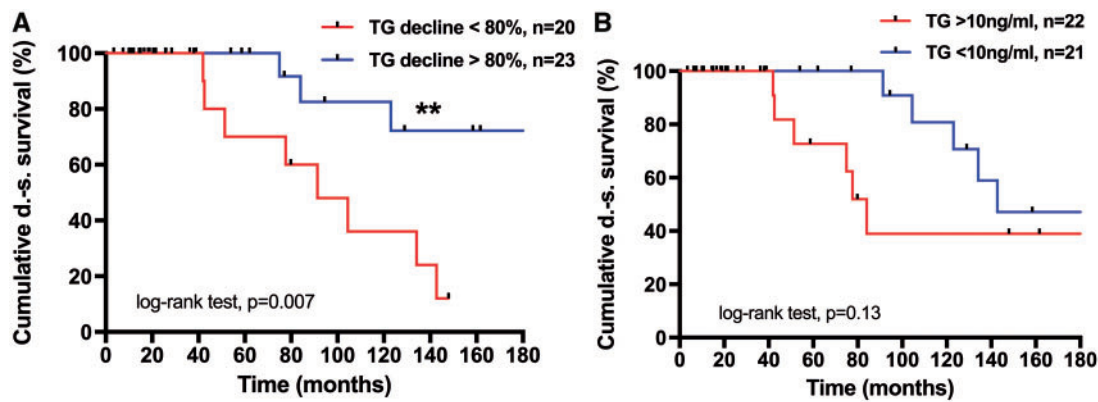 A
TG decline < 80%, n=20
TG decline > 80%, n=23
Cumulative d.-s. survival (%)
100
80
60
40
20
0
**
log-rank test, p=0.007
0 20 40 60 80 100 120 140 160 180
Time (months)
B
TG >10ng/ml, n=22
TG <10ng/ml, n=21
Cumulative d.-s. survival (%)
100
80
60
40
20
0
log-rank test, p=0.13
0 20 40 60 80 100 120 140 160 180
Time (months)